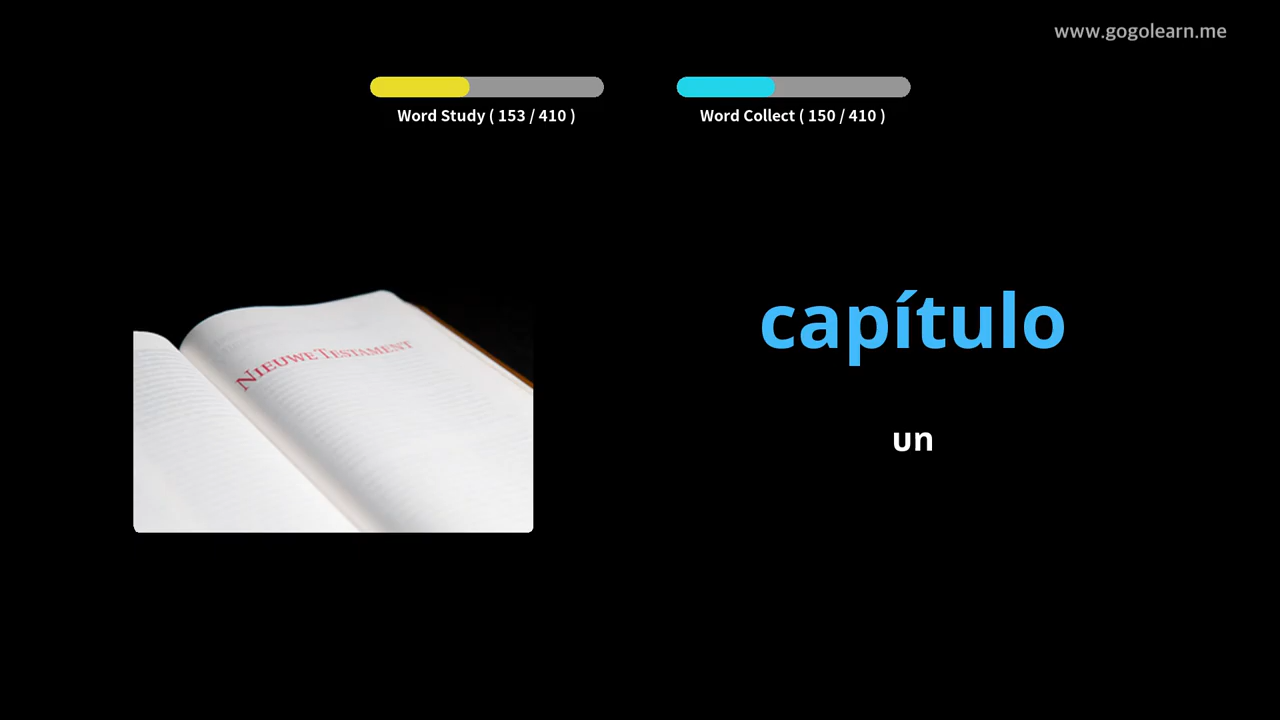 www.gogolearn.me
Word Study ( 153 / 410 )
Word Collect ( 150 / 410 )
NIEUWE TESTAMENT
capítulo
un